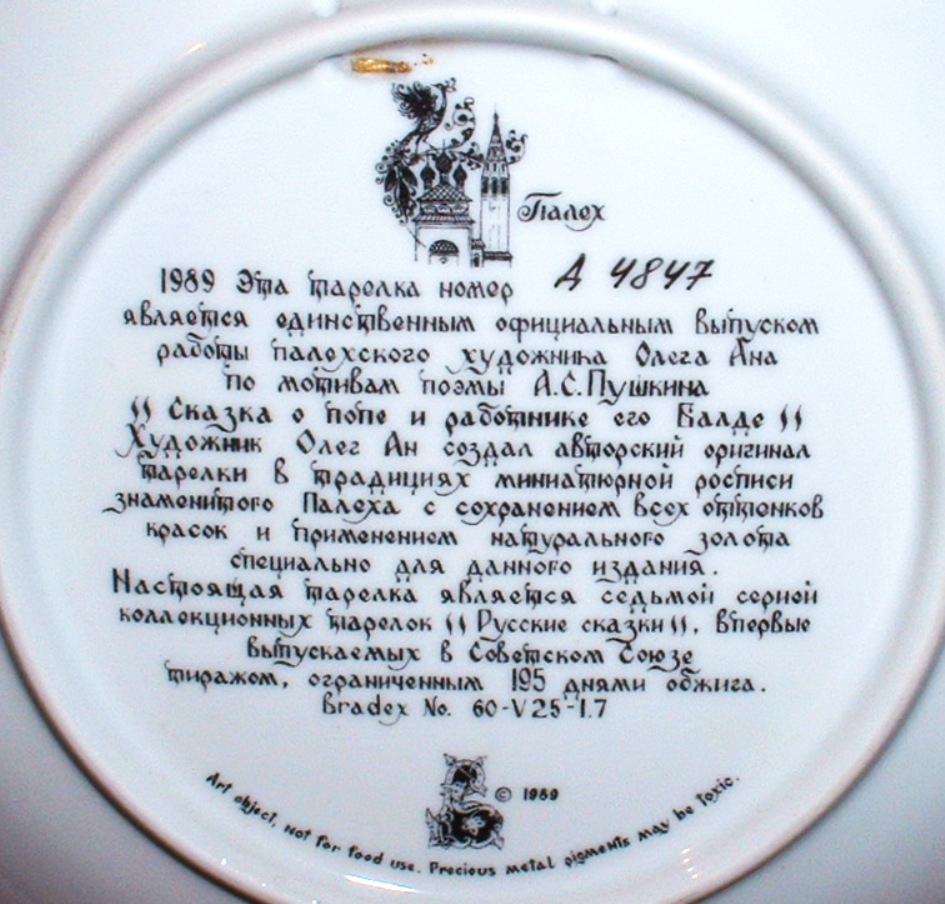 Палех
1989 Эта тарелка номер А 4847
является единственным официальным выпуском
работы палехского художника Олега Ана
по мотивам поэмы А.С.Пушкина
"Сказка о попе и работнике его Балде"
Художник Олег Ан создал авторский оригинал
тарелки в традициях миниатюрной росписи
знаменитого Палеха с сохранением всех оттенков
красок и применением натурального золота
специально для данного издания.
Настоящая тарелка является седьмой серией
коллекционных тарелок "Русские сказки", впервые
выпускаемых в Советском Союзе
тиражом, ограниченным 195 днями обжига.
Bradex No. 60-V25-1.7
© 1989
Art object, not for food use. Precious metal pigments may be toxic.